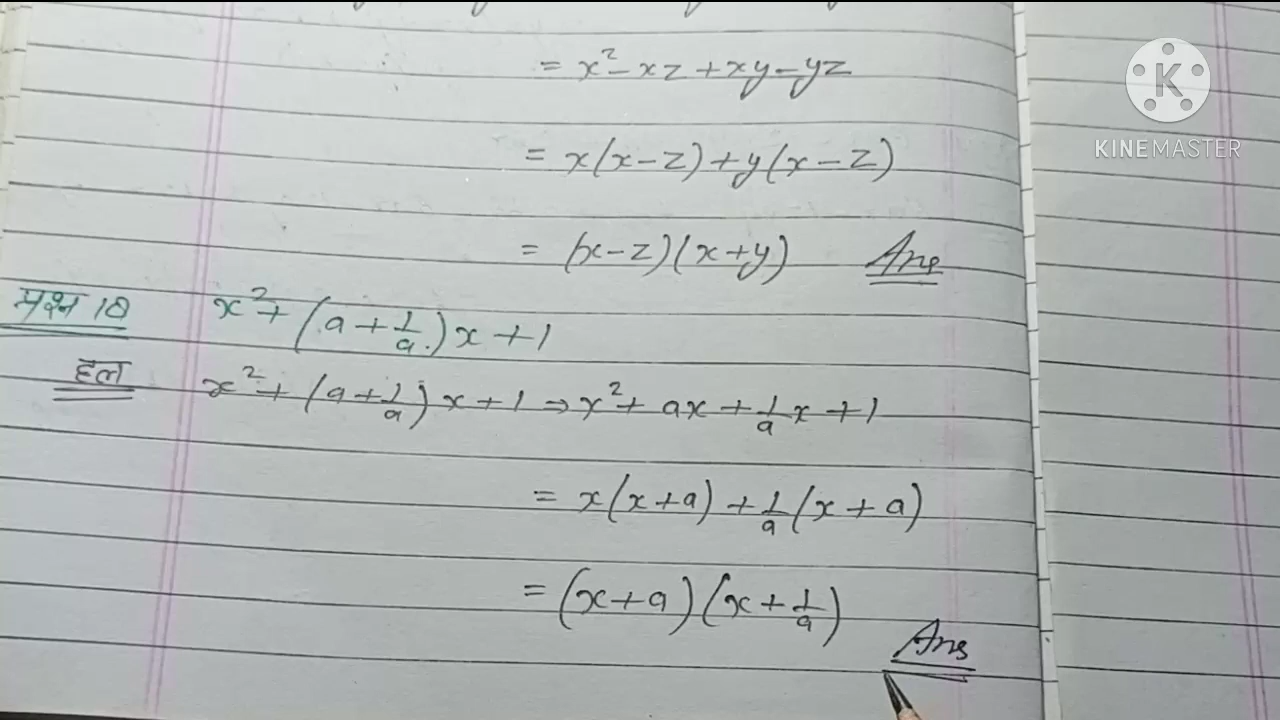 = x² - xz + xy - yz
= x(x - z) + y(x - z)
= (x - z)(x + y) Ans
प्रश्न 18 x² + (a + 1/a)x + 1
हल x² + (a + 1/a)x + 1 ⇒ x² + ax + 1/a x + 1
= x(x + a) + 1/a(x + a)
= (x + a)(x + 1/a)
Ans
K
KINEMASTER